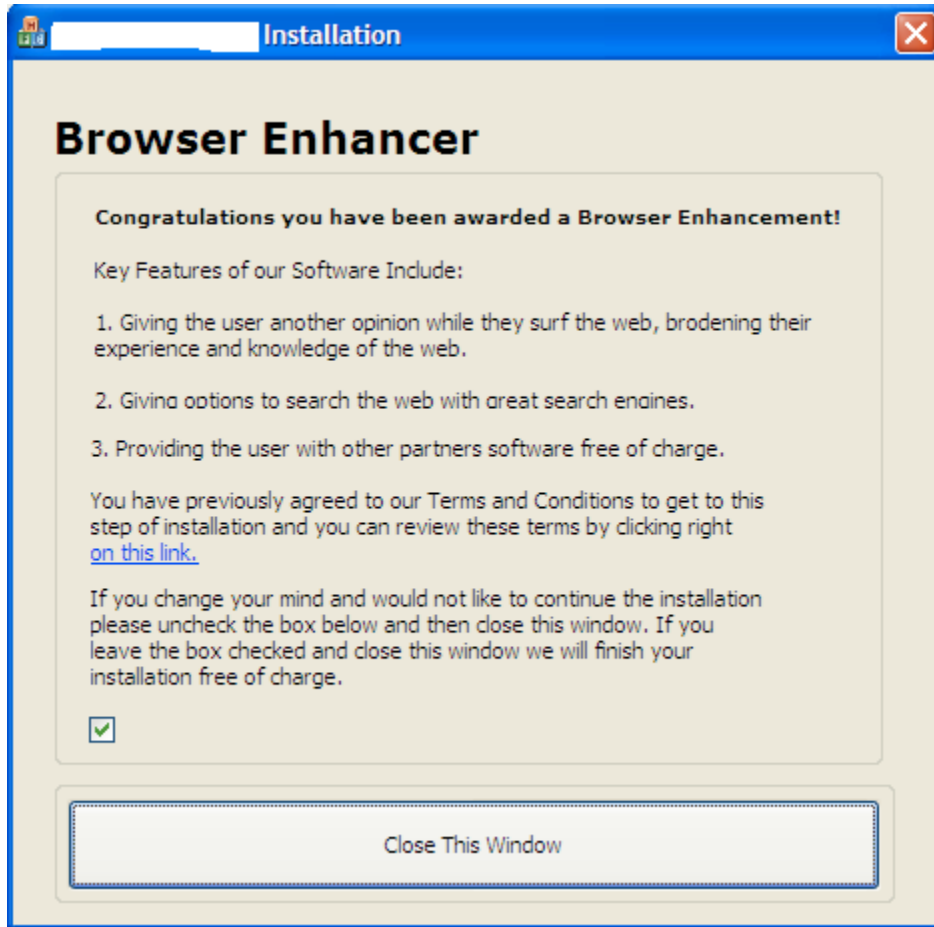 Installation
Browser Enhancer
Congratulations you have been awarded a Browser Enhancement!
Key Features of our Software Include:
1. Giving the user another opinion while they surf the web, brodening their
experience and knowledge of the web.
2. Giving options to search the web with great search engines.
3. Providing the user with other partners software free of charge.
You have previously agreed to our Terms and Conditions to get to this
step of installation and you can review these terms by clicking right
on this link.
If you change your mind and would not like to continue the installation
please uncheck the box below and then close this window. If you
leave the box checked and close this window we will finish your
installation free of charge.
Close This Window